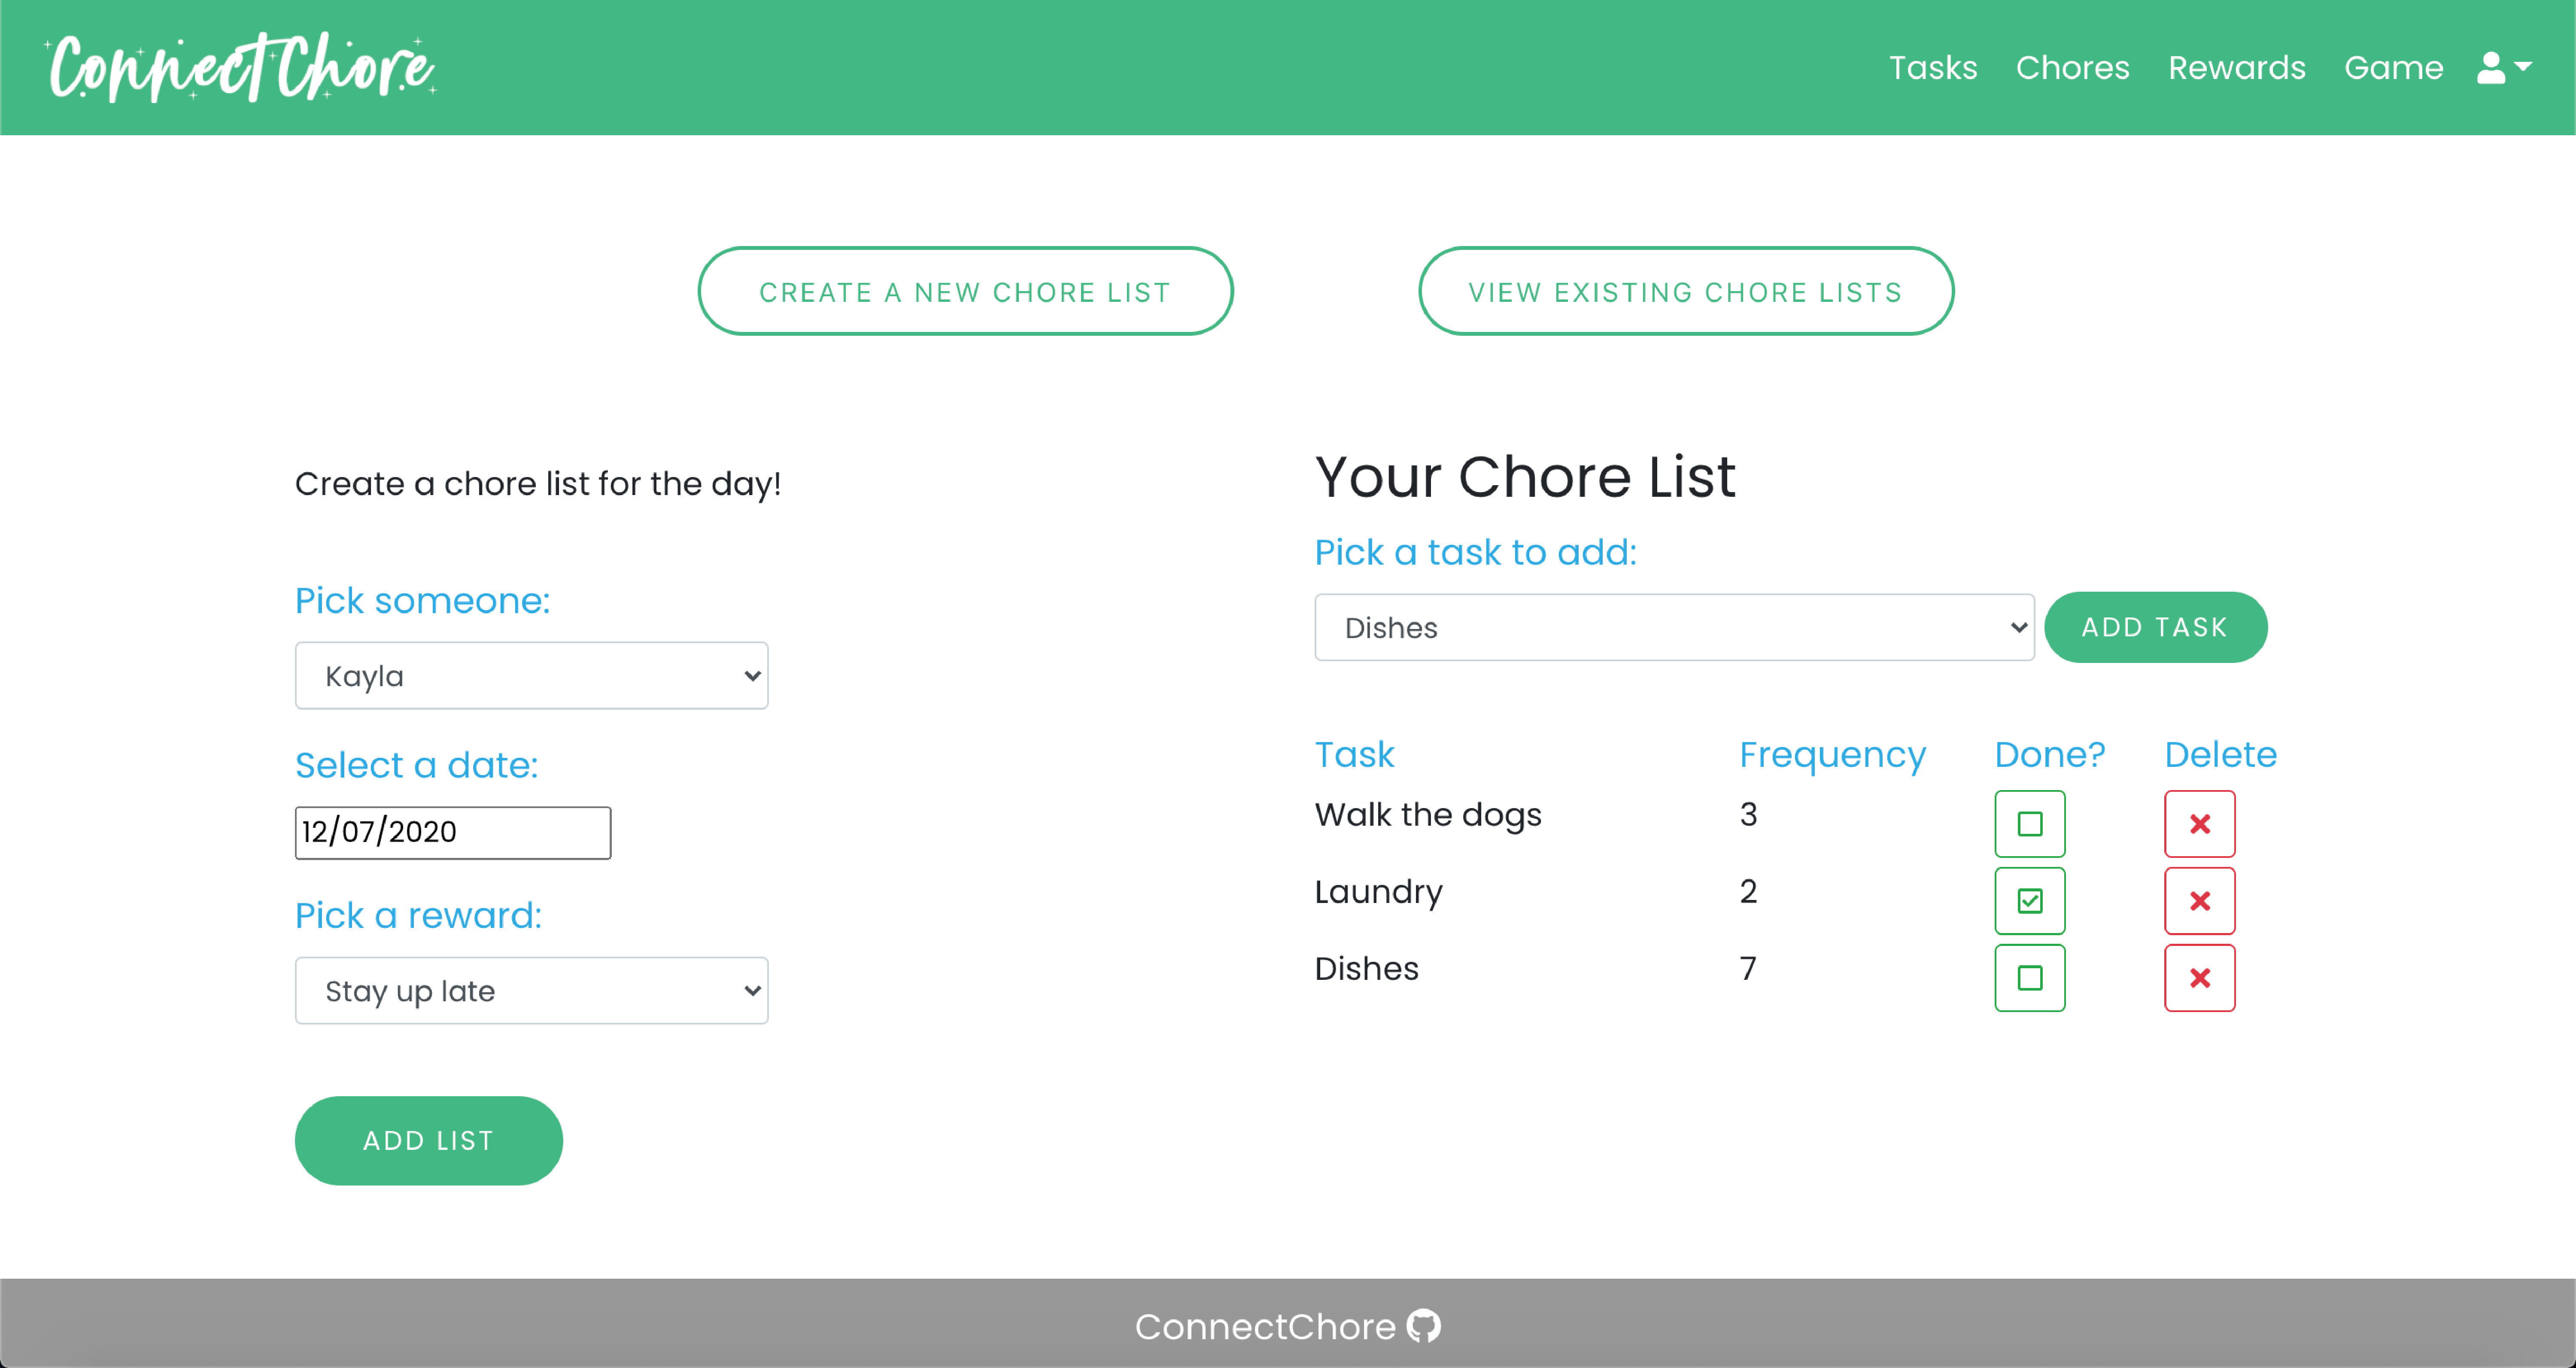 ConnectChore
Tasks Chores Rewards Game
CREATE A NEW CHORE LIST
VIEW EXISTING CHORE LISTS
Create a chore list for the day!
Pick someone:
Kayla
Select a date:
12/07/2020
Pick a reward:
Stay up late
ADD LIST
Your Chore List
Pick a task to add:
Dishes
ADD TASK
Task Frequency Done? Delete
Walk the dogs 3
Laundry 2
Dishes 7
ConnectChore